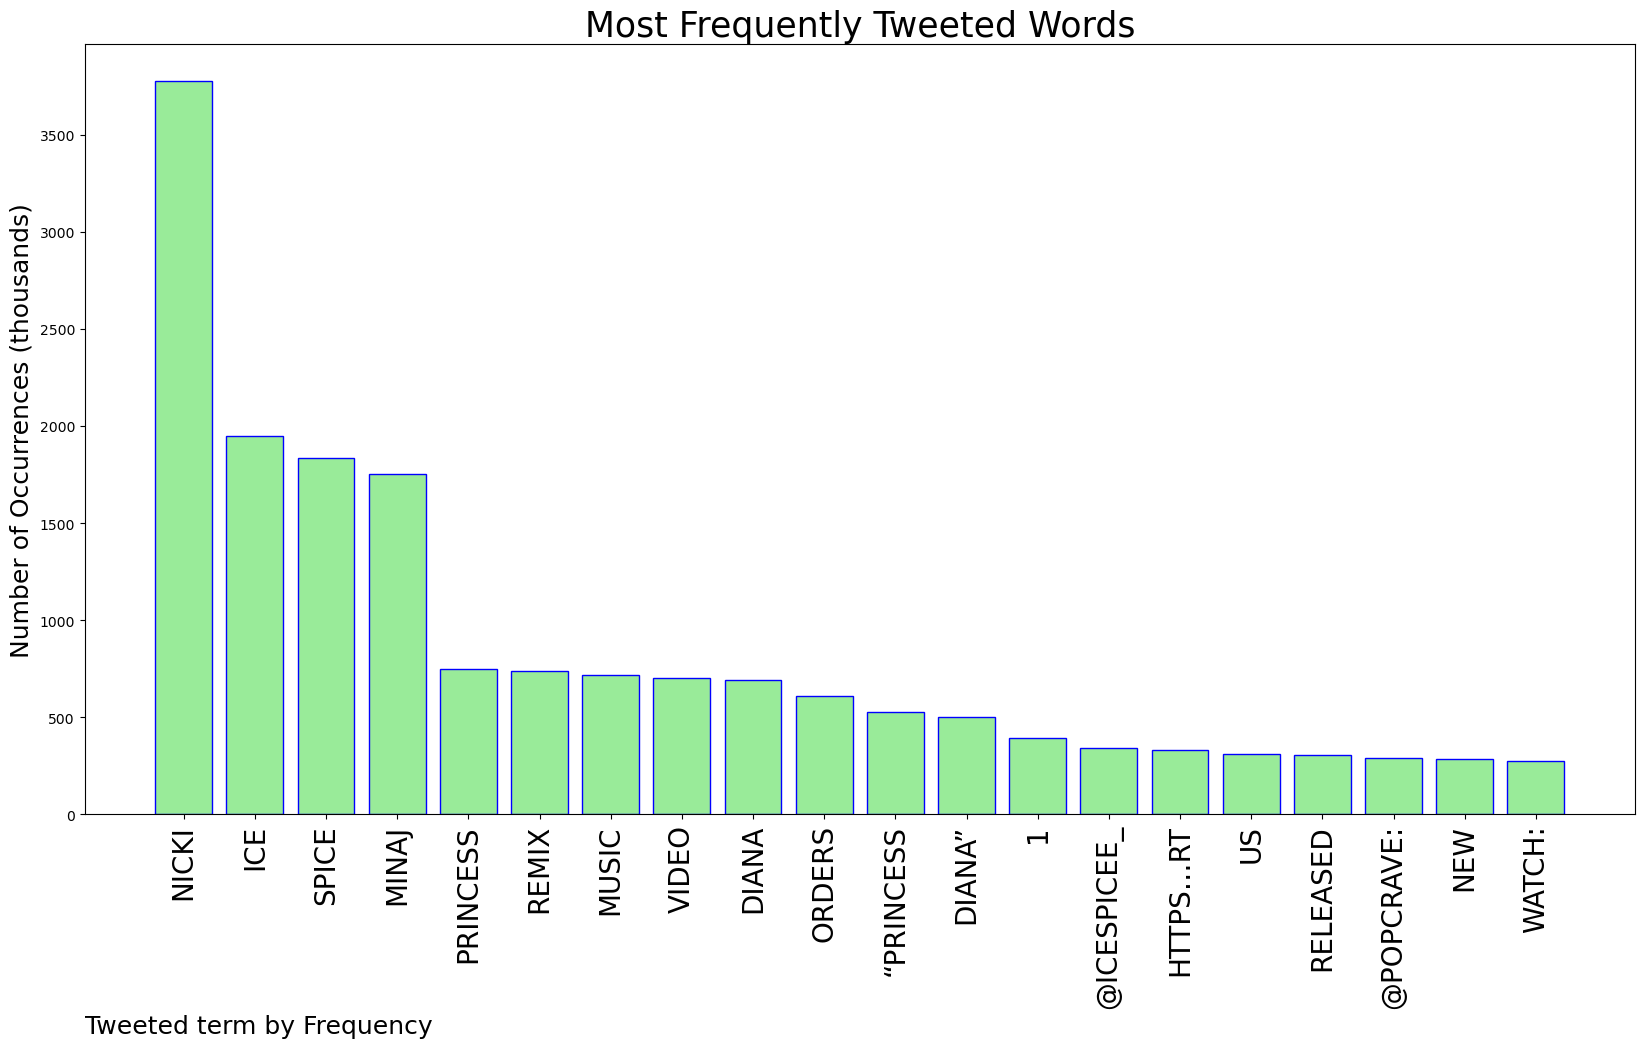 Most Frequently Tweeted Words
Number of Occurrences (thousands)
3500
3000
2500
2000
1500
1000
500
0
NICKI
ICE
SPICE
MINAJ
PRINCESS
REMIX
MUSIC
VIDEO
DIANA
ORDERS
“PRINCESS
DIANA”
1
@ICESPICEE_
HTTPS…RT
US
RELEASED
@POPCRAVE:
NEW
WATCH:
Tweeted term by Frequency